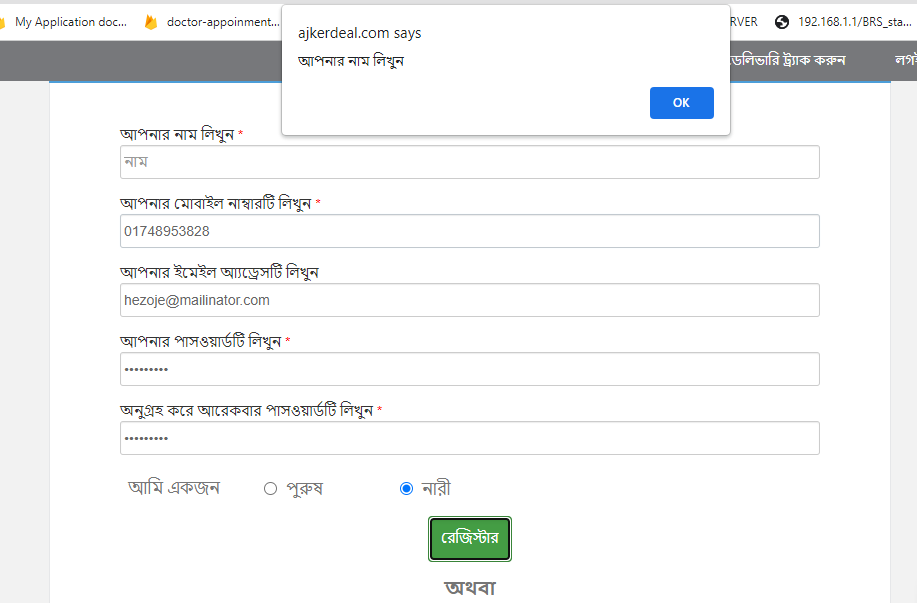 My Application doc...
doctor-appoinment...
RVER
192.168.1.1/BRS_sta...
ajkerdeal.com says
আপনার নাম লিখুন
OK
ডেলিভারি ট্র্যাক করুন
আপনার নাম লিখুন *
নাম
আপনার মোবাইল নাম্বারটি লিখুন *
01748953828
আপনার ইমেইল অ্যাড্রেসটি লিখুন
hezoje@mailinator.com
আপনার পাসওয়ার্ডটি লিখুন *
•••••••••
অনুগ্রহ করে আরেকবার পাসওয়ার্ডটি লিখুন *
•••••••••
আমি একজন পুরুষ নারী
রেজিস্টার
অথবা